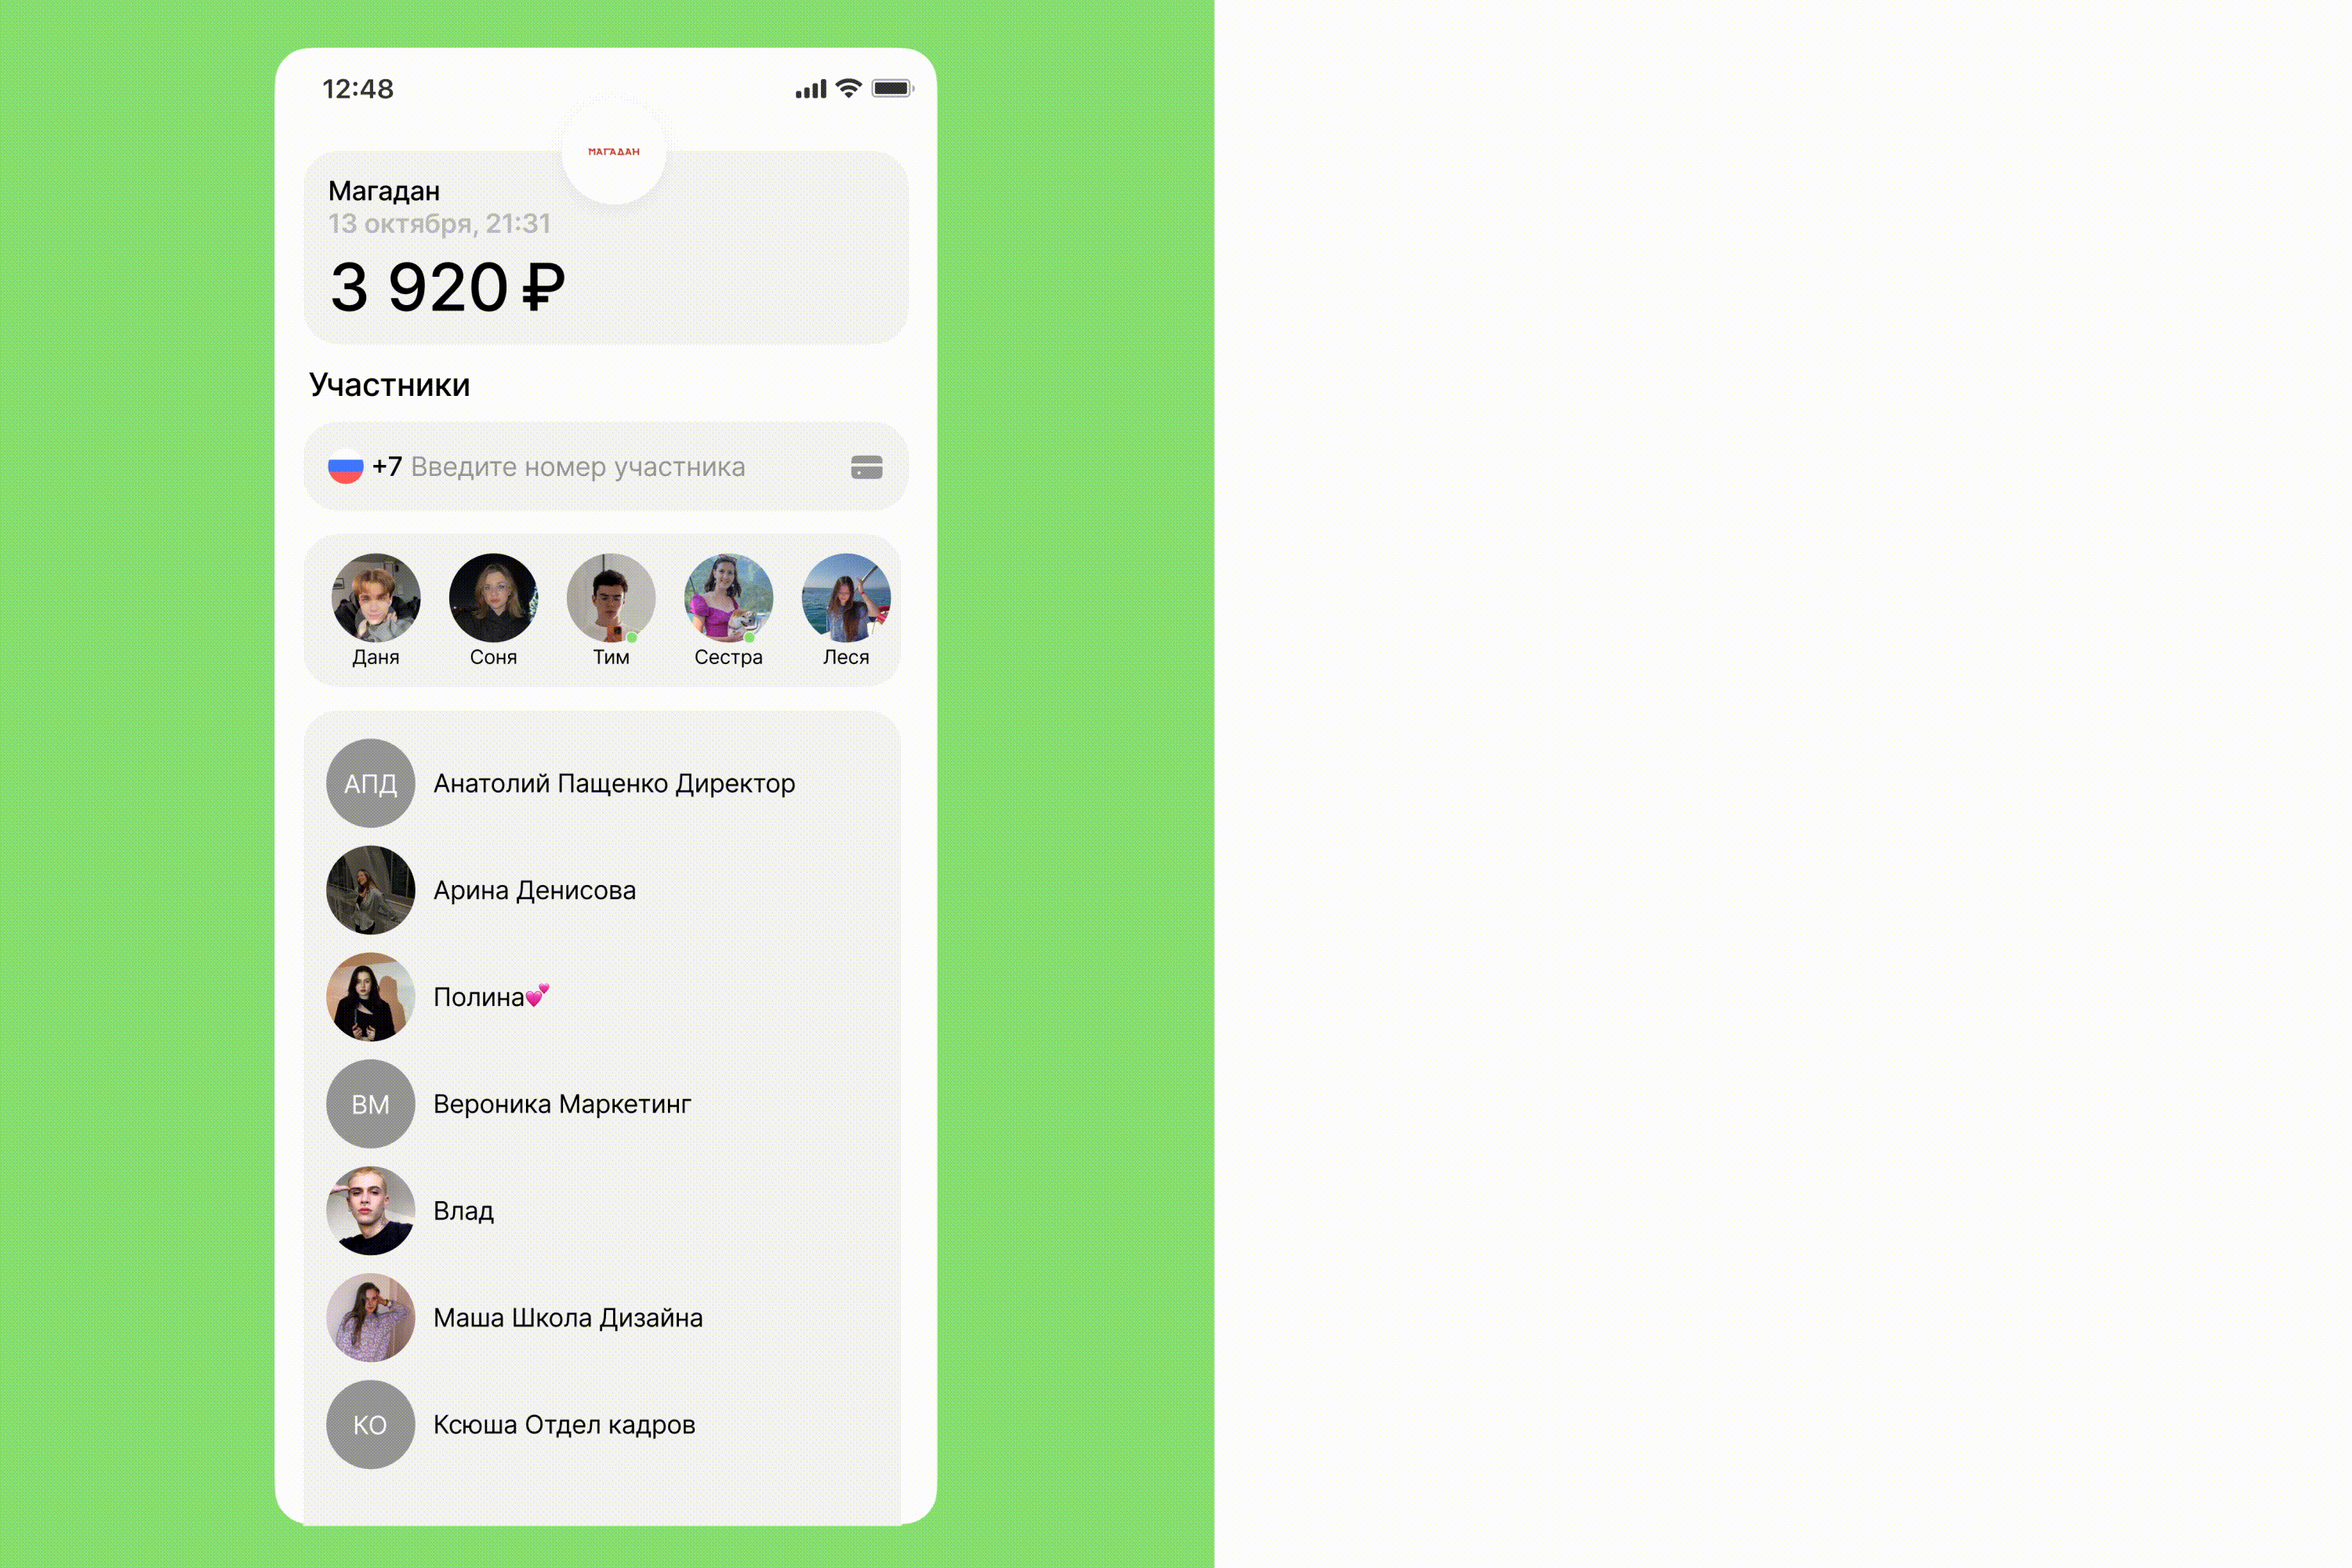 12:48
МАГАДАН
Магадан
13 октября, 21:31
3 920 ₽
Участники
+7 Введите номер участника
Даня
Соня
Тим
Сестра
Леся
АПД
Анатолий Пащенко Директор
Арина Денисова
Полина💕
ВМ
Вероника Маркетинг
Влад
Маша Школа Дизайна
КО
Ксюша Отдел кадров